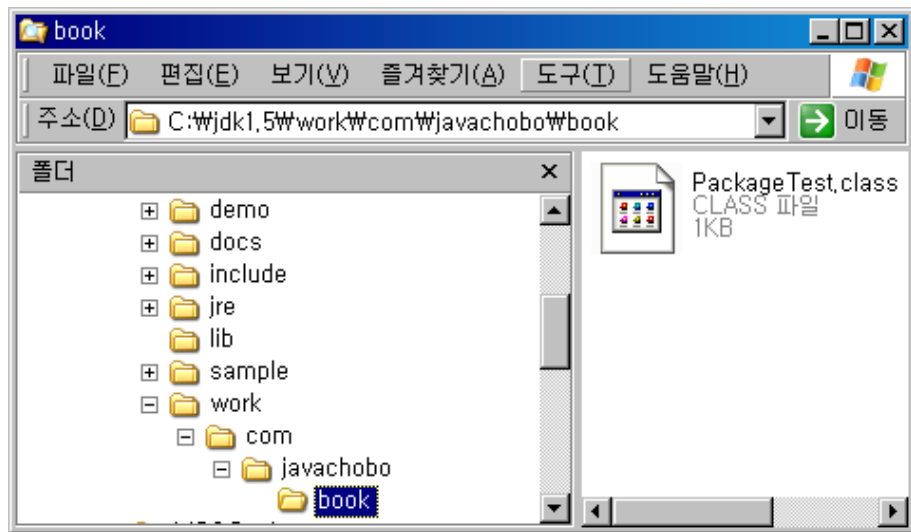 book
파일(F) 편집(E) 보기(V) 즐겨찾기(A) 도구(T) 도움말(H)
주소(D) C:₩jdk1,5₩work₩com₩javachobo₩book 이동
폴더
demo
docs
include
jre
lib
sample
work
com
javachobo
book
PackageTest,class
CLASS 파일
1KB